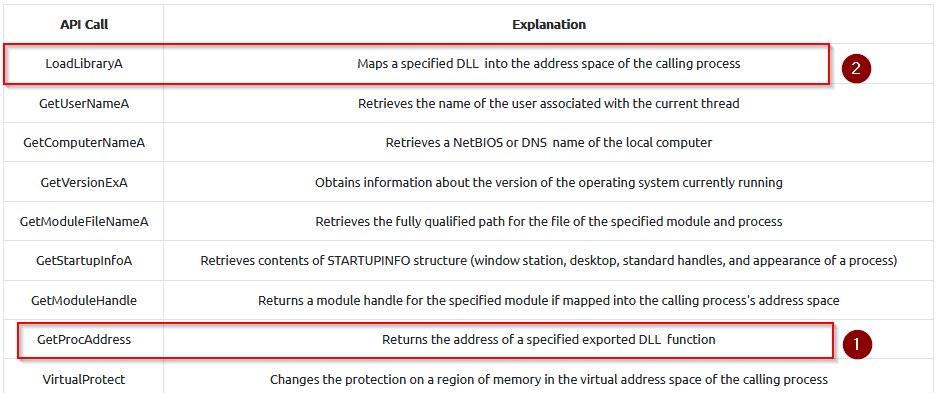 API Call Explanation
LoadLibraryA Maps a specified DLL into the address space of the calling process
2
GetUserNameA Retrieves the name of the user associated with the current thread
GetComputerNameA Retrieves a NetBIOS or DNS name of the local computer
GetVersionExA Obtains information about the version of the operating system currently running
GetModuleFileNameA Retrieves the fully qualified path for the file of the specified module and process
GetStartupInfoA Retrieves contents of STARTUPINFO structure (window station, desktop, standard handles, and appearance of a process)
GetModuleHandle Returns a module handle for the specified module if mapped into the calling process's address space
GetProcAddress Returns the address of a specified exported DLL function
1
VirtualProtect Changes the protection on a region of memory in the virtual address space of the calling process